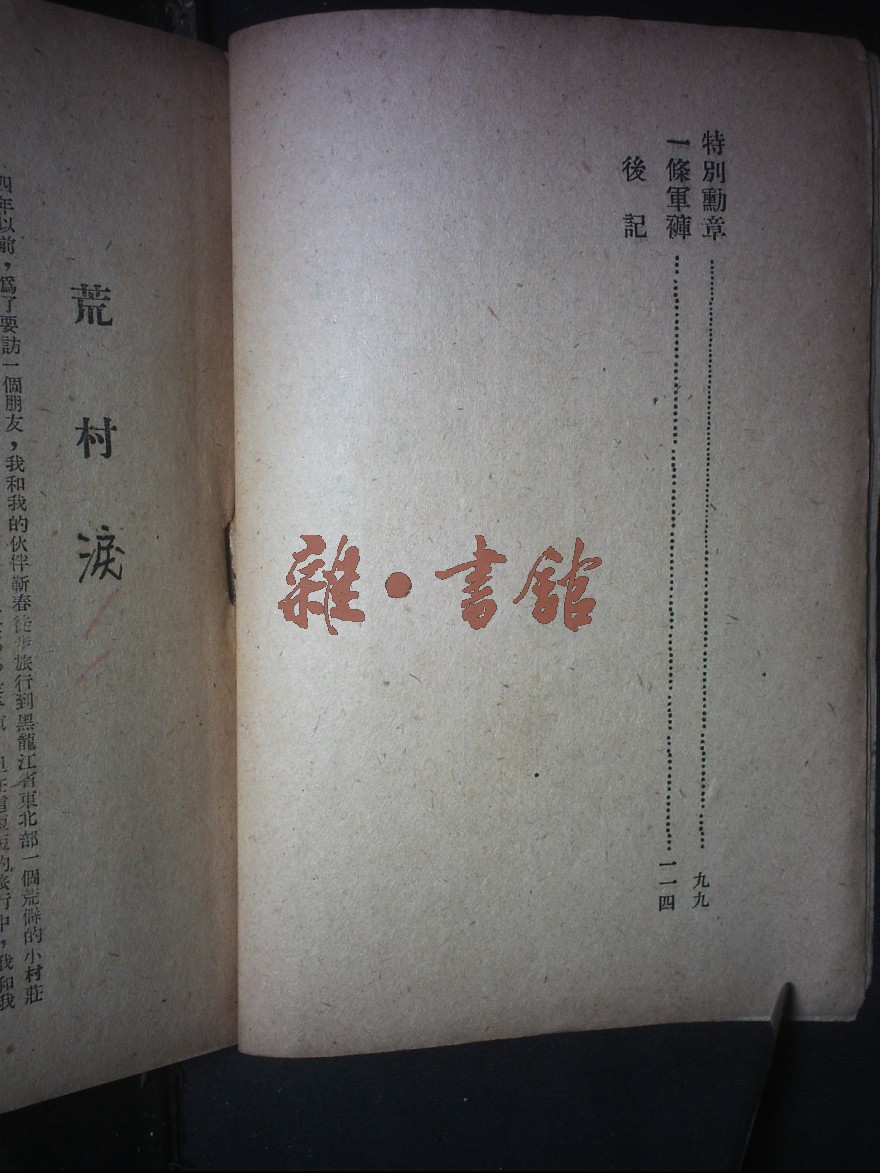 特別勳章……九九
一條軍褲……一一四
後記
雜·書館
荒村淚
四年以前，爲了要訪一個朋友，我和我的伙伴靳春徒步旅行到黑龍江省東北部一個荒僻的小村莊
的旅行中，我和我